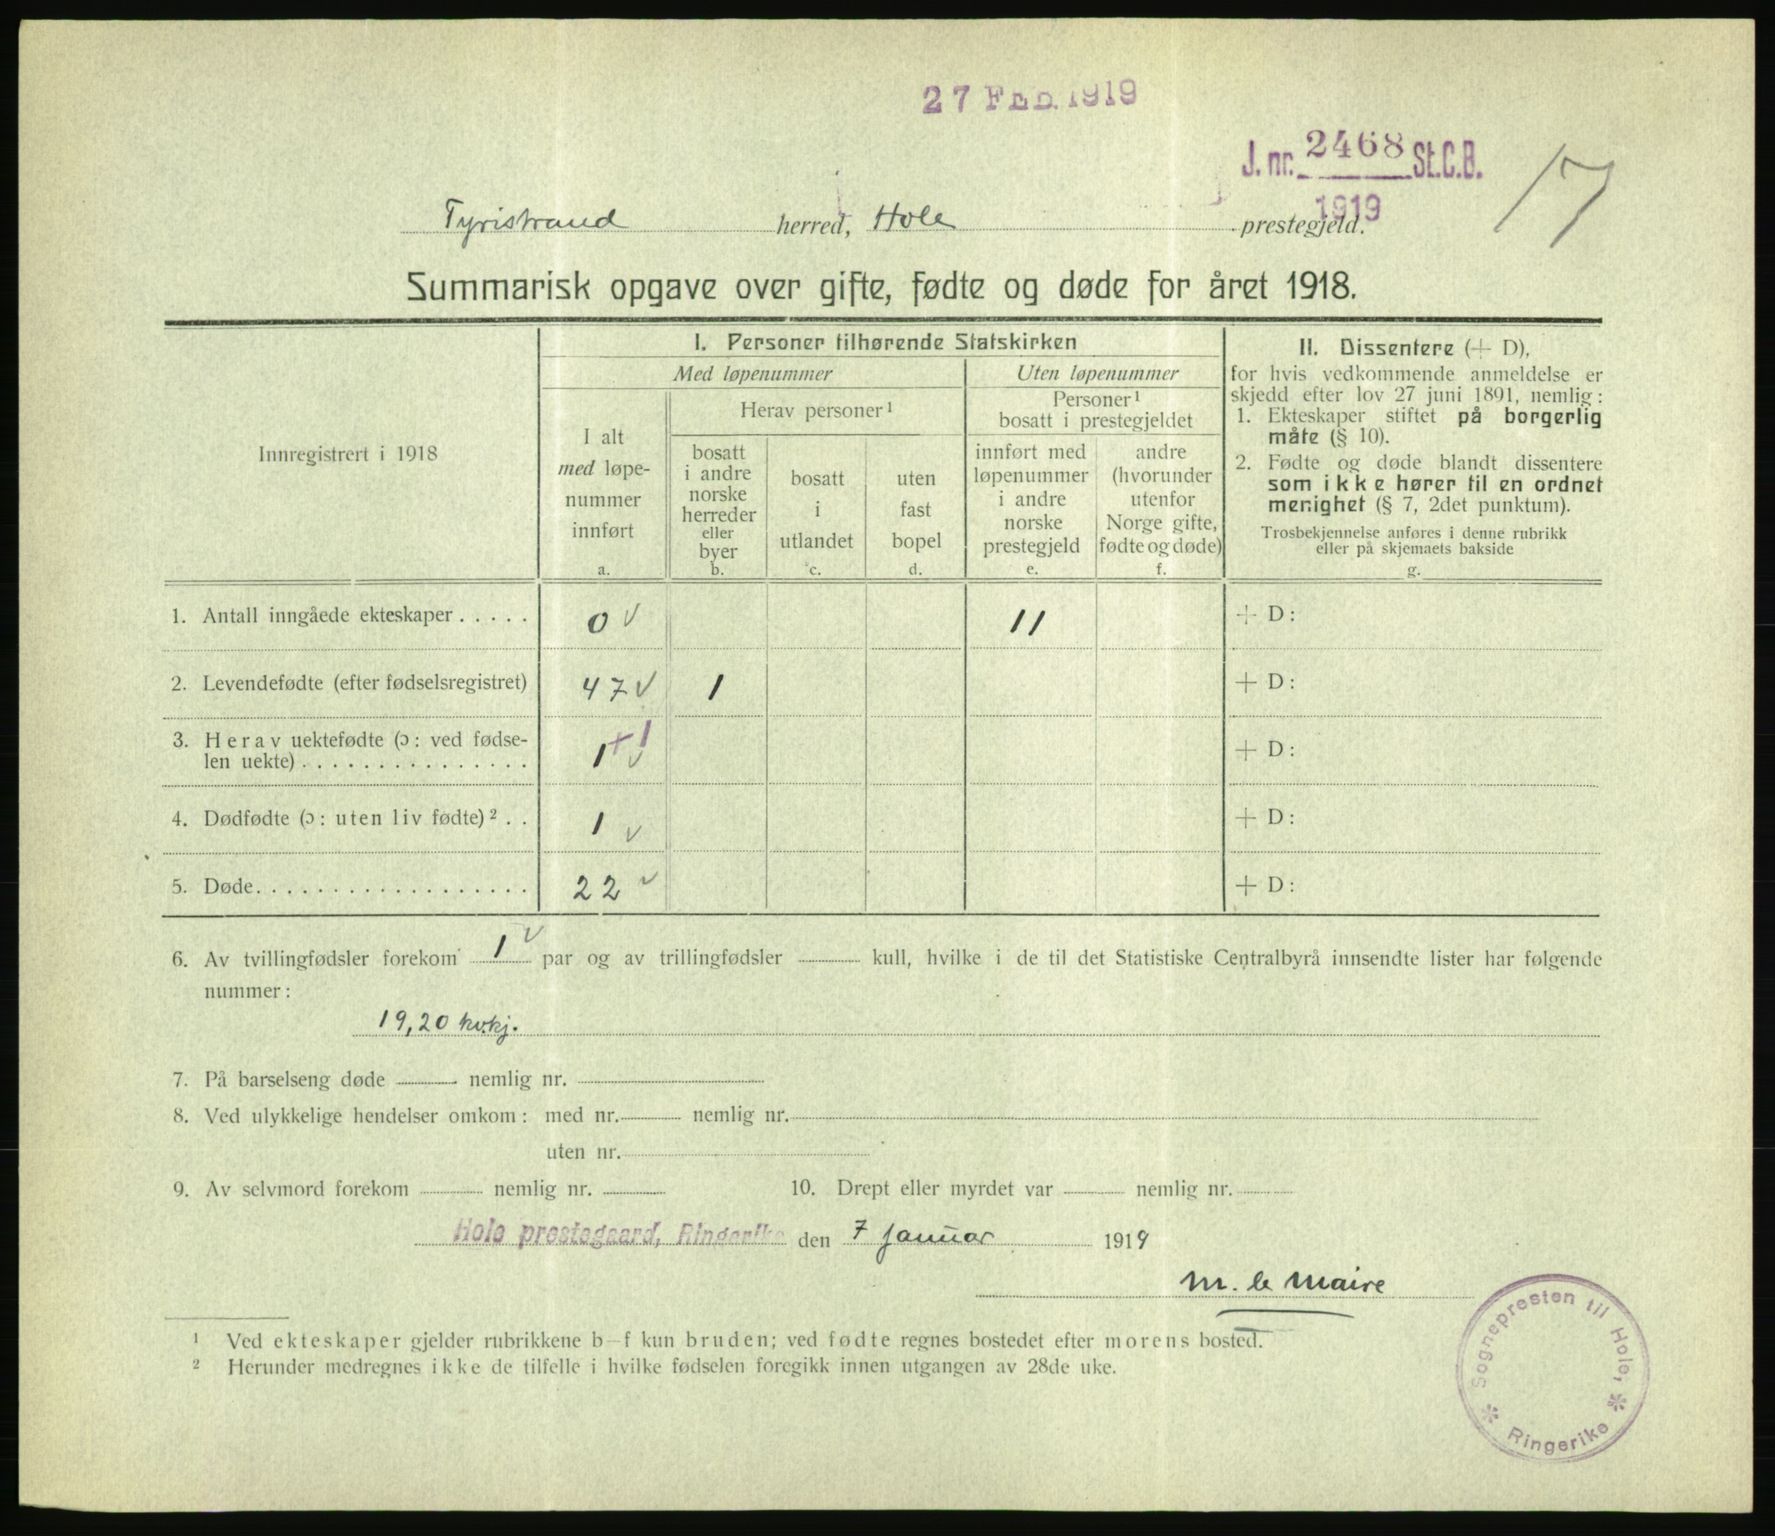 27 FEB. 1919
J. nr. 2468 St.C.B.
1919
17
Tyristrand herred, Hole prestegjeld.
Summarisk opgave over gifte, fødte og døde for året 1918.
Innregistrert i 1918
I. Personer tilhørende Statskirken
Med løpenummer
Uten løpenummer
I alt
med løpe-
nummer
innført
a.
Herav personer¹
bosatt
i andre
norske
herreder
eller
byer
b.
bosatt
i
utlandet
c.
uten
fast
bopel
d.
Personer¹
bosatt i prestegjeldet
innført med
løpenummer
i andre
norske
prestegjeld
e.
andre
(hvorunder
utenfor
Norge gifte,
fødte og døde)
f.
II. Dissentere (+ D),
for hvis vedkommende anmeldelse er
skjedd efter lov 27 juni 1891, nemlig:
1. Ekteskaper stiftet på borgerlig
måte (§ 10).
2. Fødte og døde blandt dissentere
som ikke hører til en ordnet
menighet (§ 7, 2det punktum).
Trosbekjennelse anføres i denne rubrikk
eller på skjemaets bakside
g.
1. Antall inngåede ekteskaper . . . . . 0 √ 11 + D:
2. Levendefødte (efter fødselsregistret) 47 √ 1 + D:
3. Herav uektefødte (ɔ: ved fødse-
len uekte) . . . . . . . . . . . . . . . 1 + 1 √ + D:
4. Dødfødte (ɔ: uten liv fødte)² . . 1 √ + D:
5. Døde. . . . . . . . . . . . . . . . . . 22 √ + D:
6. Av tvillingfødsler forekom 1 √ par og av trillingfødsler ........ kull, hvilke i de til det Statistiske Centralbyrå innsendte lister har følgende
nummer:
19,20 kv.kj.
7. På barselseng døde ........ nemlig nr. ........
8. Ved ulykkelige hendelser omkom: med nr. ........ nemlig nr. ........
uten nr. ........
9. Av selvmord forekom ........ nemlig nr. ........ 10. Drept eller myrdet var ........ nemlig nr. ........
Hole prestegaard, Ringerike den 7 januar 1919
M. le Maire
Sognepresten til Hole, * Ringerike *
¹ Ved ekteskaper gjelder rubrikkene b—f kun bruden; ved fødte regnes bostedet efter morens bosted.
² Herunder medregnes ikke de tilfelle i hvilke fødselen foregikk innen utgangen av 28de uke.